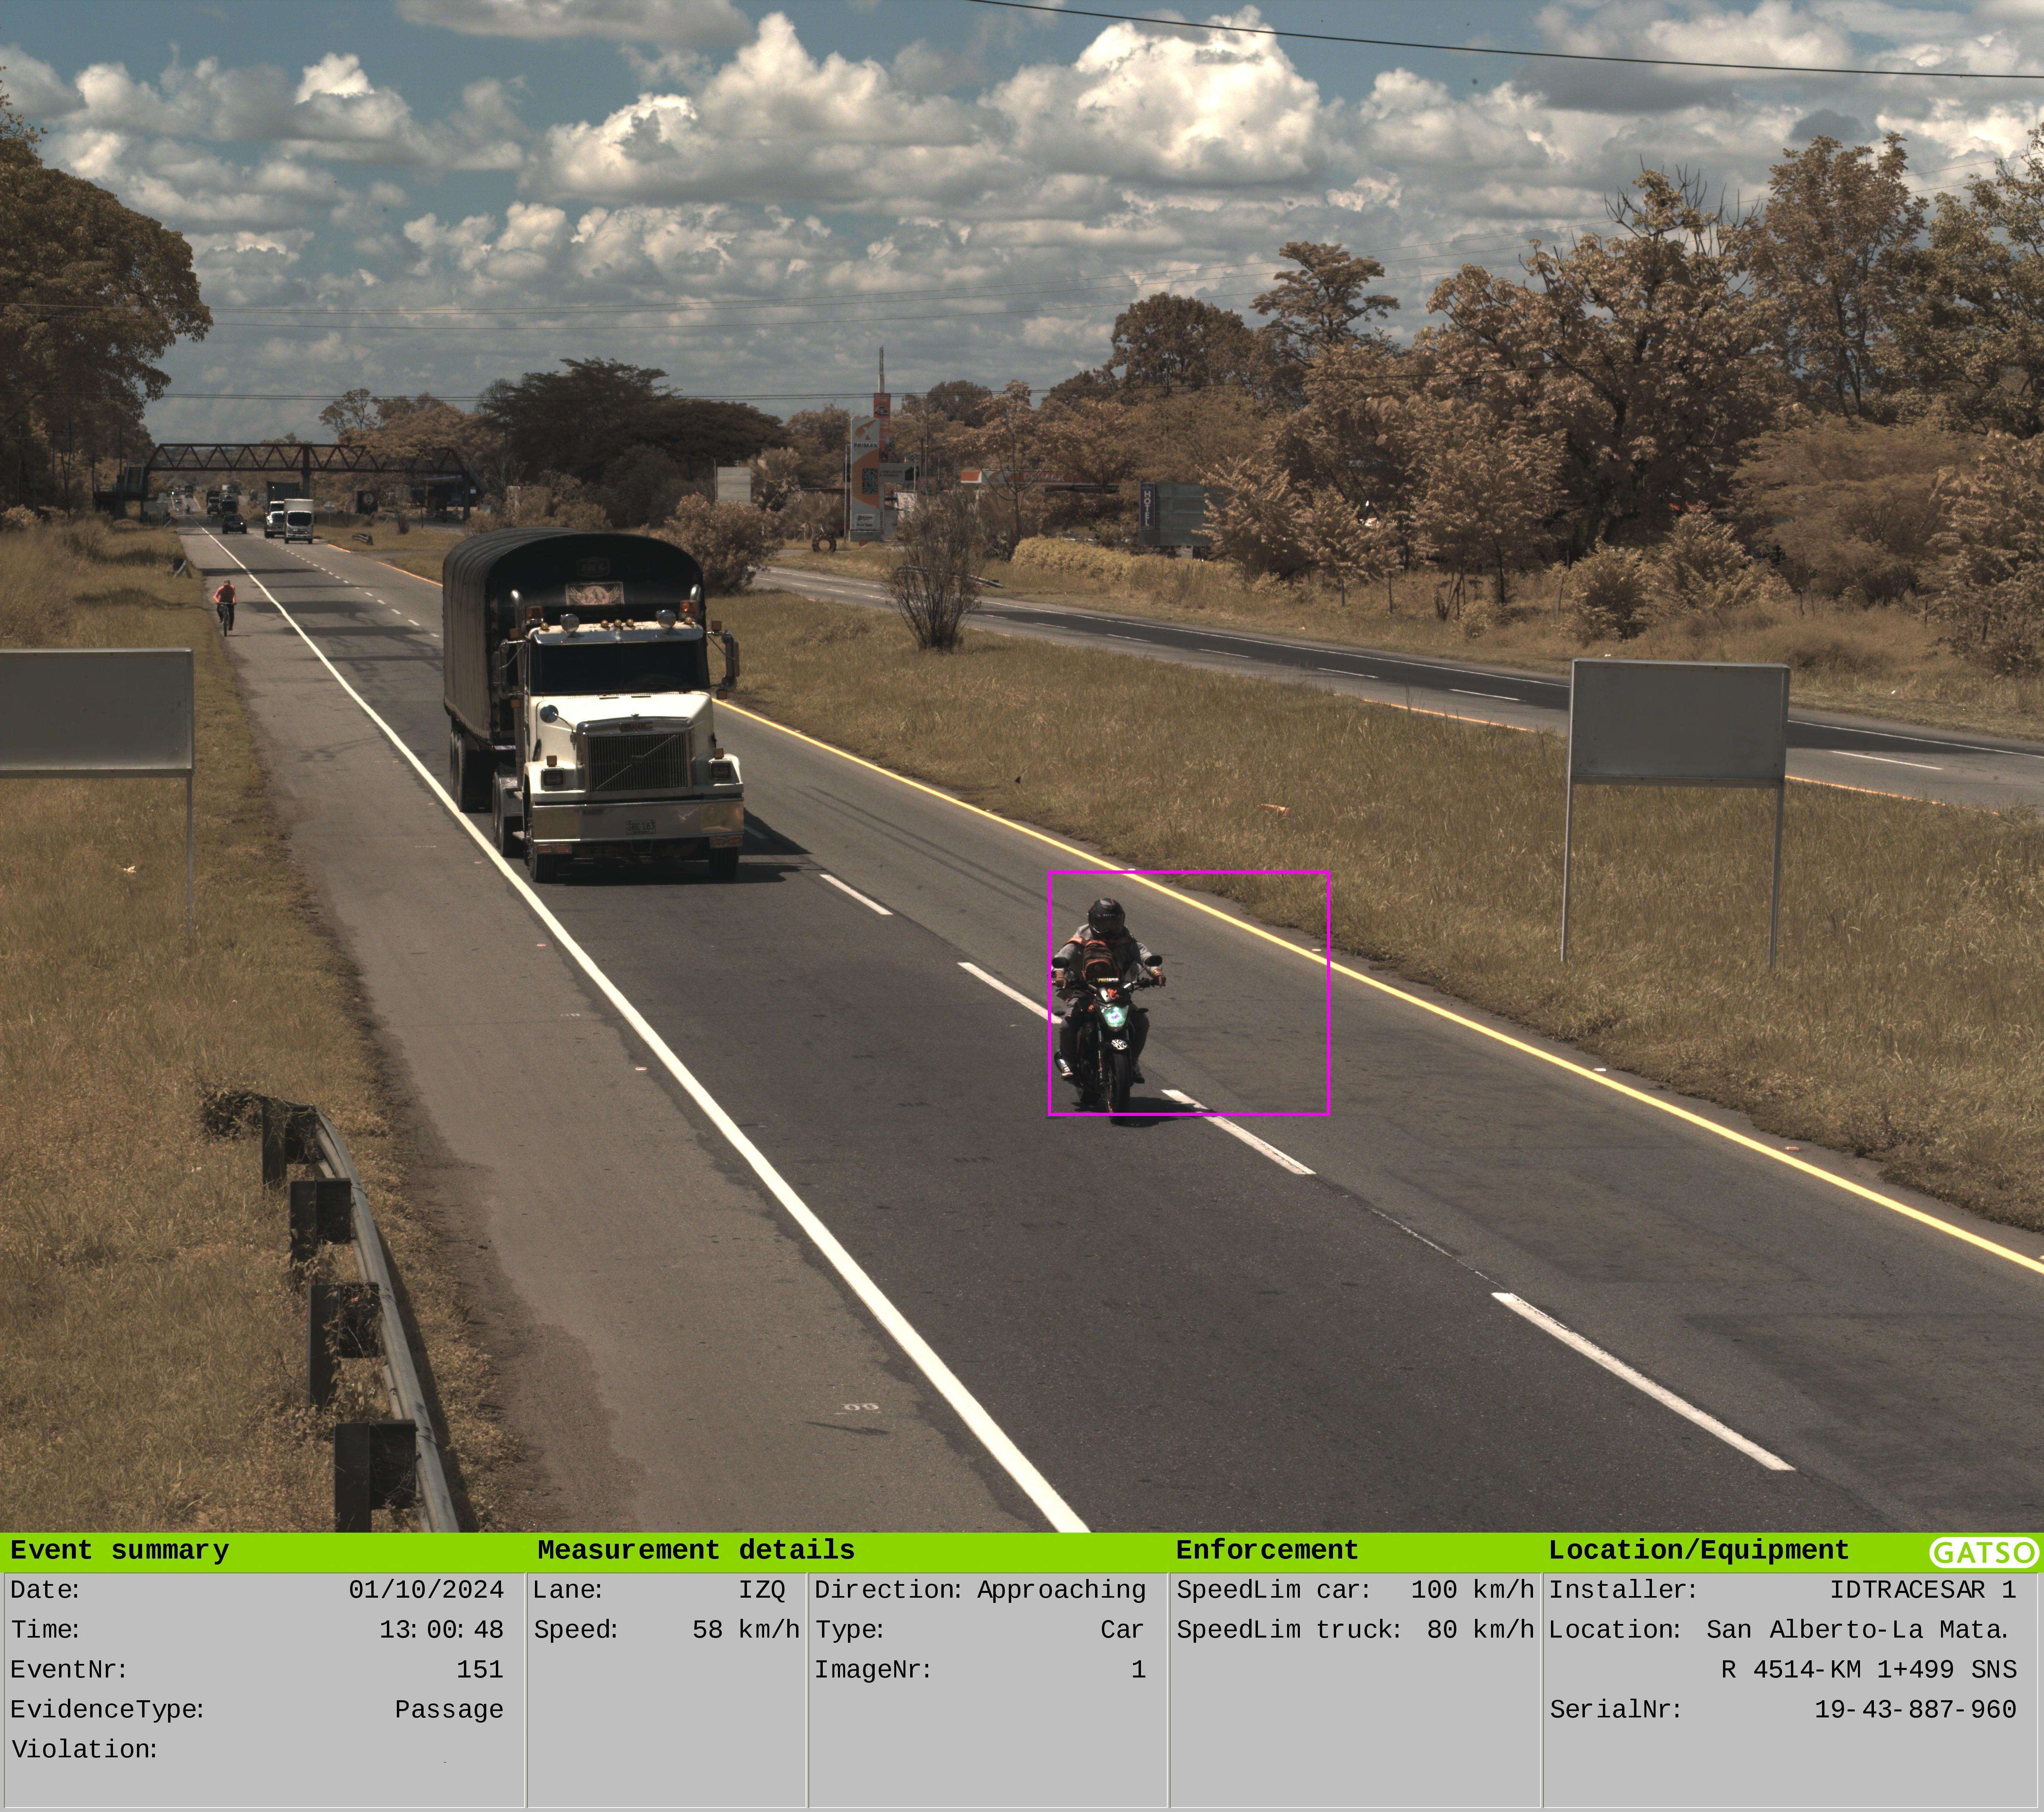 HOTEL
Event summary
Date: 01/10/2024
Time: 13:00:48
EventNr: 151
EvidenceType: Passage
Violation:
Measurement details
Lane: IZQ
Speed: 58 km/h
Direction: Approaching
Type: Car
ImageNr: 1
Enforcement
SpeedLim car: 100 km/h
SpeedLim truck: 80 km/h
Location/Equipment
GATSO
Installer: IDTRACESAR 1
Location: San Alberto-La Mata.
R 4514-KM 1+499 SNS
SerialNr: 19-43-887-960